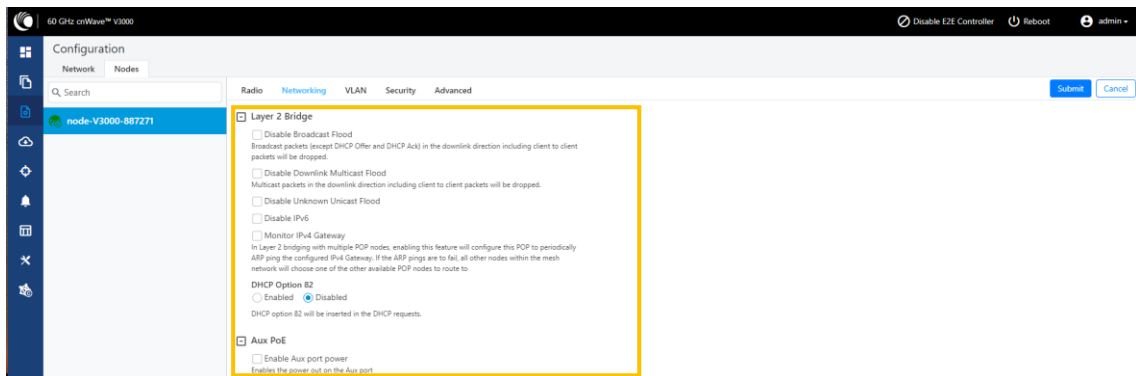 60 GHz cnWave™ V3000
Disable E2E Controller
Reboot
admin
Configuration
Network
Nodes
Search
node-V3000-887271
Radio
Networking
VLAN
Security
Advanced
Submit
Cancel
Layer 2 Bridge
Disable Broadcast Flood
Broadcast packets (except DHCP Offer and DHCP Ack) in the downlink direction including client to client
packets will be dropped.
Disable Downlink Multicast Flood
Multicast packets in the downlink direction including client to client packets will be dropped.
Disable Unknown Unicast Flood
Disable IPv6
Monitor IPv4 Gateway
In Layer 2 bridging with multiple POP nodes, enabling this feature will configure this POP to periodically
ARP ping the configured IPv4 Gateway. If the ARP pings are to fail, all other nodes within the mesh
network will choose one of the other available POP nodes to route to
DHCP Option 82
Enabled
Disabled
DHCP option 82 will be inserted in the DHCP requests.
Aux PoE
Enable Aux port power
Enables the power out on the Aux port